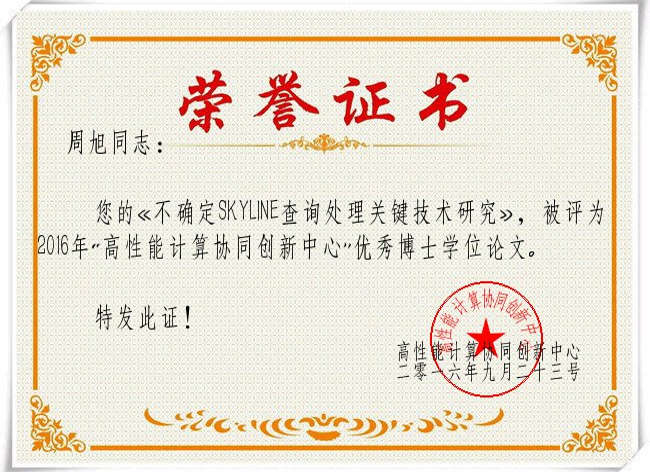 荣誉证书
周旭同志：
您的《不确定SKYLINE查询处理关键技术研究》，被评为
2016年“高性能计算协同创新中心”优秀博士学位论文。
特发此证！
高性能计算协同创新中心
高性能计算协同创新中心
二零一六年九月二十三号